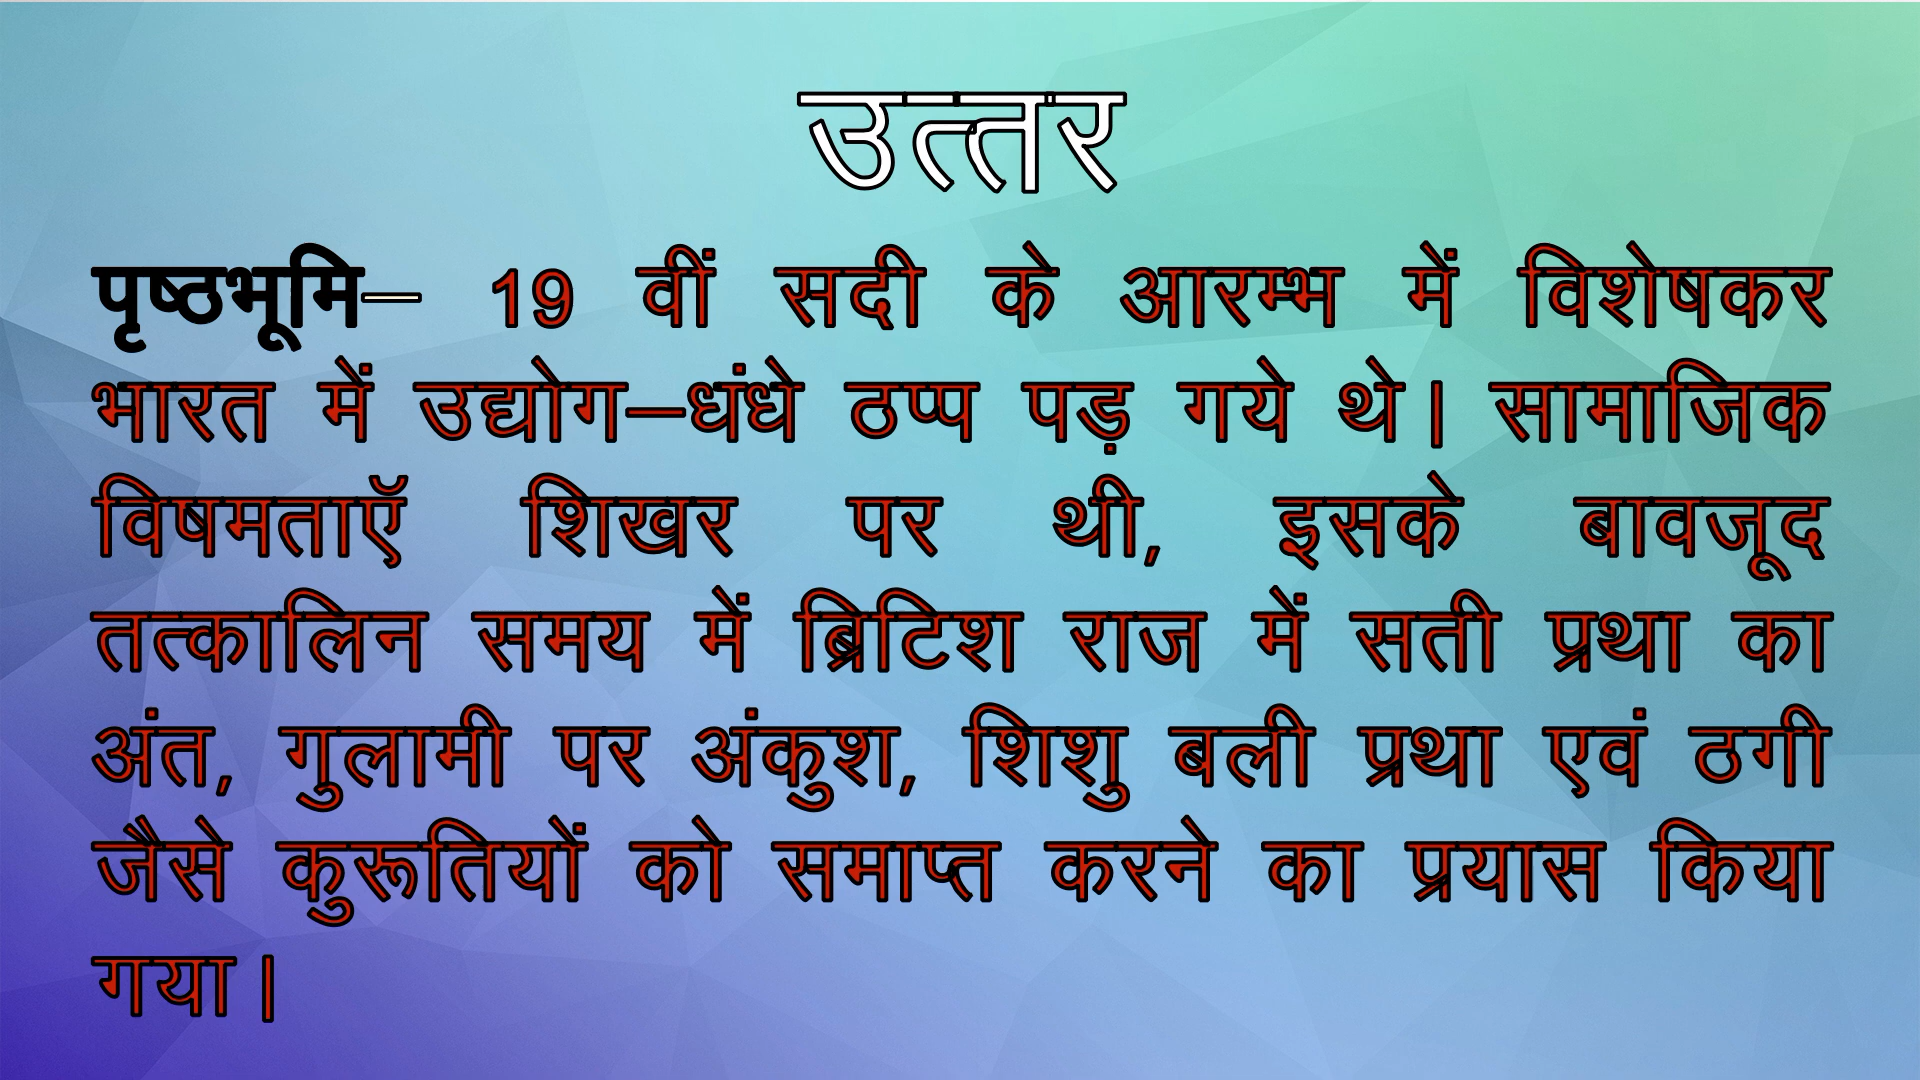 उत्तर
पृष्ठभूमि– 19 वीं सदी के आरम्भ में विशेषकर
भारत में उद्योग–धंधे ठप्प पड़ गये थे। सामाजिक
विषमताऍ शिखर पर थी, इसके बावजूद
तत्कालिन समय में ब्रिटिश राज में सती प्रथा का
अंत, गुलामी पर अंकुश, शिशु बली प्रथा एवं ठगी
जैसे कुरूतियों को समाप्त करने का प्रयास किया
गया।